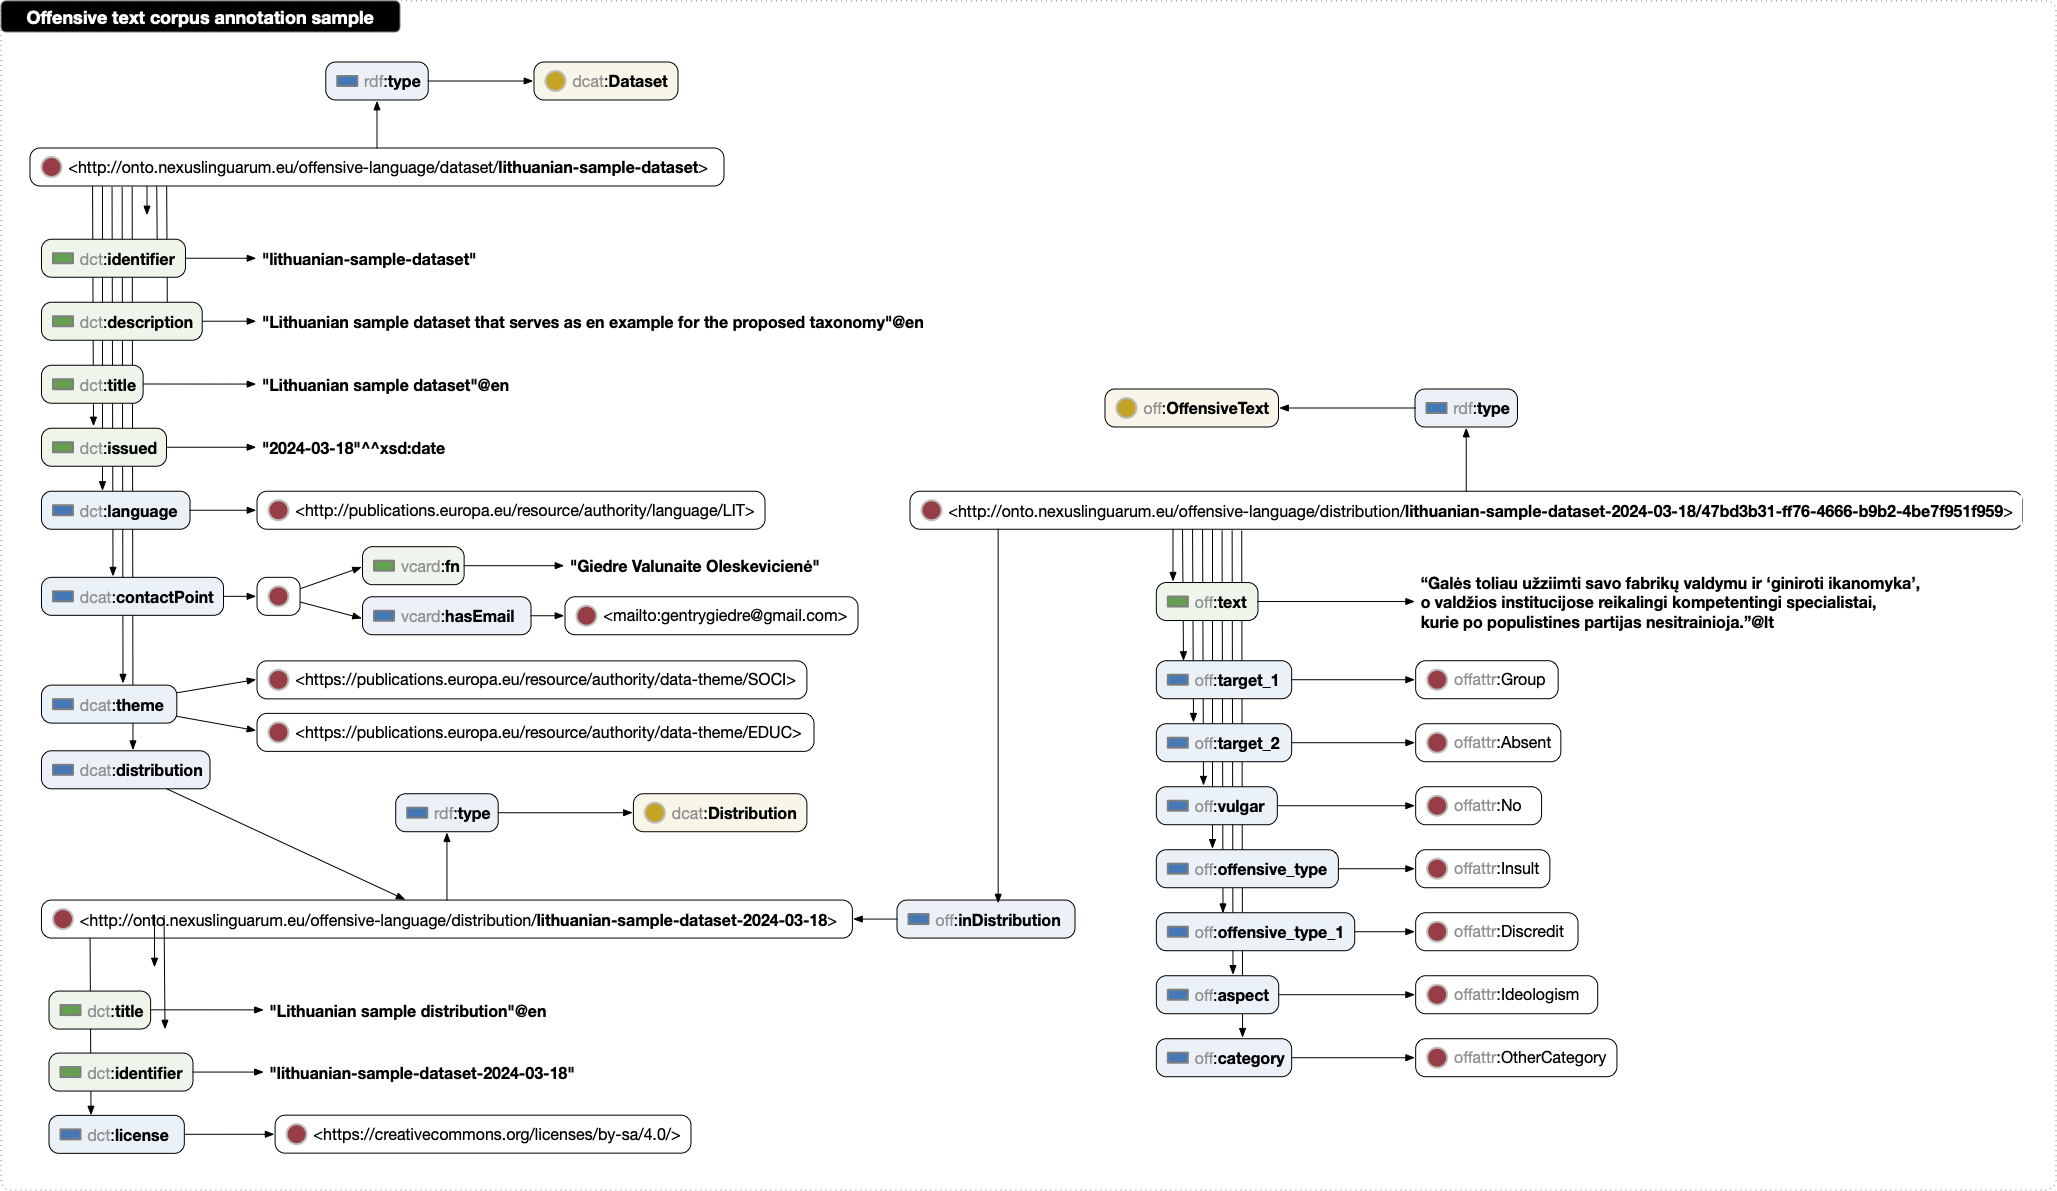 Offensive text corpus annotation sample
rdf:type
dcat:Dataset
<http://onto.nexuslinguarum.eu/offensive-language/dataset/lithuanian-sample-dataset>
dct:identifier
"lithuanian-sample-dataset"
dct:description
"Lithuanian sample dataset that serves as en example for the proposed taxonomy"@en
dct:title
"Lithuanian sample dataset"@en
dct:issued
"2024-03-18"^^xsd:date
dct:language
<http://publications.europa.eu/resource/authority/language/LIT>
dcat:contactPoint
vcard:fn
"Giedre Valunaite Oleskevicienė"
vcard:hasEmail
<mailto:gentrygiedre@gmail.com>
dcat:theme
<https://publications.europa.eu/resource/authority/data-theme/SOCI>
<https://publications.europa.eu/resource/authority/data-theme/EDUC>
dcat:distribution
rdf:type
dcat:Distribution
<http://onto.nexuslinguarum.eu/offensive-language/distribution/lithuanian-sample-dataset-2024-03-18>
off:inDistribution
dct:title
"Lithuanian sample distribution"@en
dct:identifier
"lithuanian-sample-dataset-2024-03-18"
dct:license
<https://creativecommons.org/licenses/by-sa/4.0/>
off:OffensiveText
rdf:type
<http://onto.nexuslinguarum.eu/offensive-language/distribution/lithuanian-sample-dataset-2024-03-18/47bd3b31-ff76-4666-b9b2-4be7f951f959>
off:text
“Galės toliau užziimti savo fabrikų valdymu ir ‘giniroti ikanomyka’,
o valdžios institucijose reikalingi kompetentingi specialistai,
kurie po populistines partijas nesitrainioja.”@lt
off:target_1
offattr:Group
off:target_2
offattr:Absent
off:vulgar
offattr:No
off:offensive_type
offattr:Insult
off:offensive_type_1
offattr:Discredit
off:aspect
offattr:Ideologism
off:category
offattr:OtherCategory